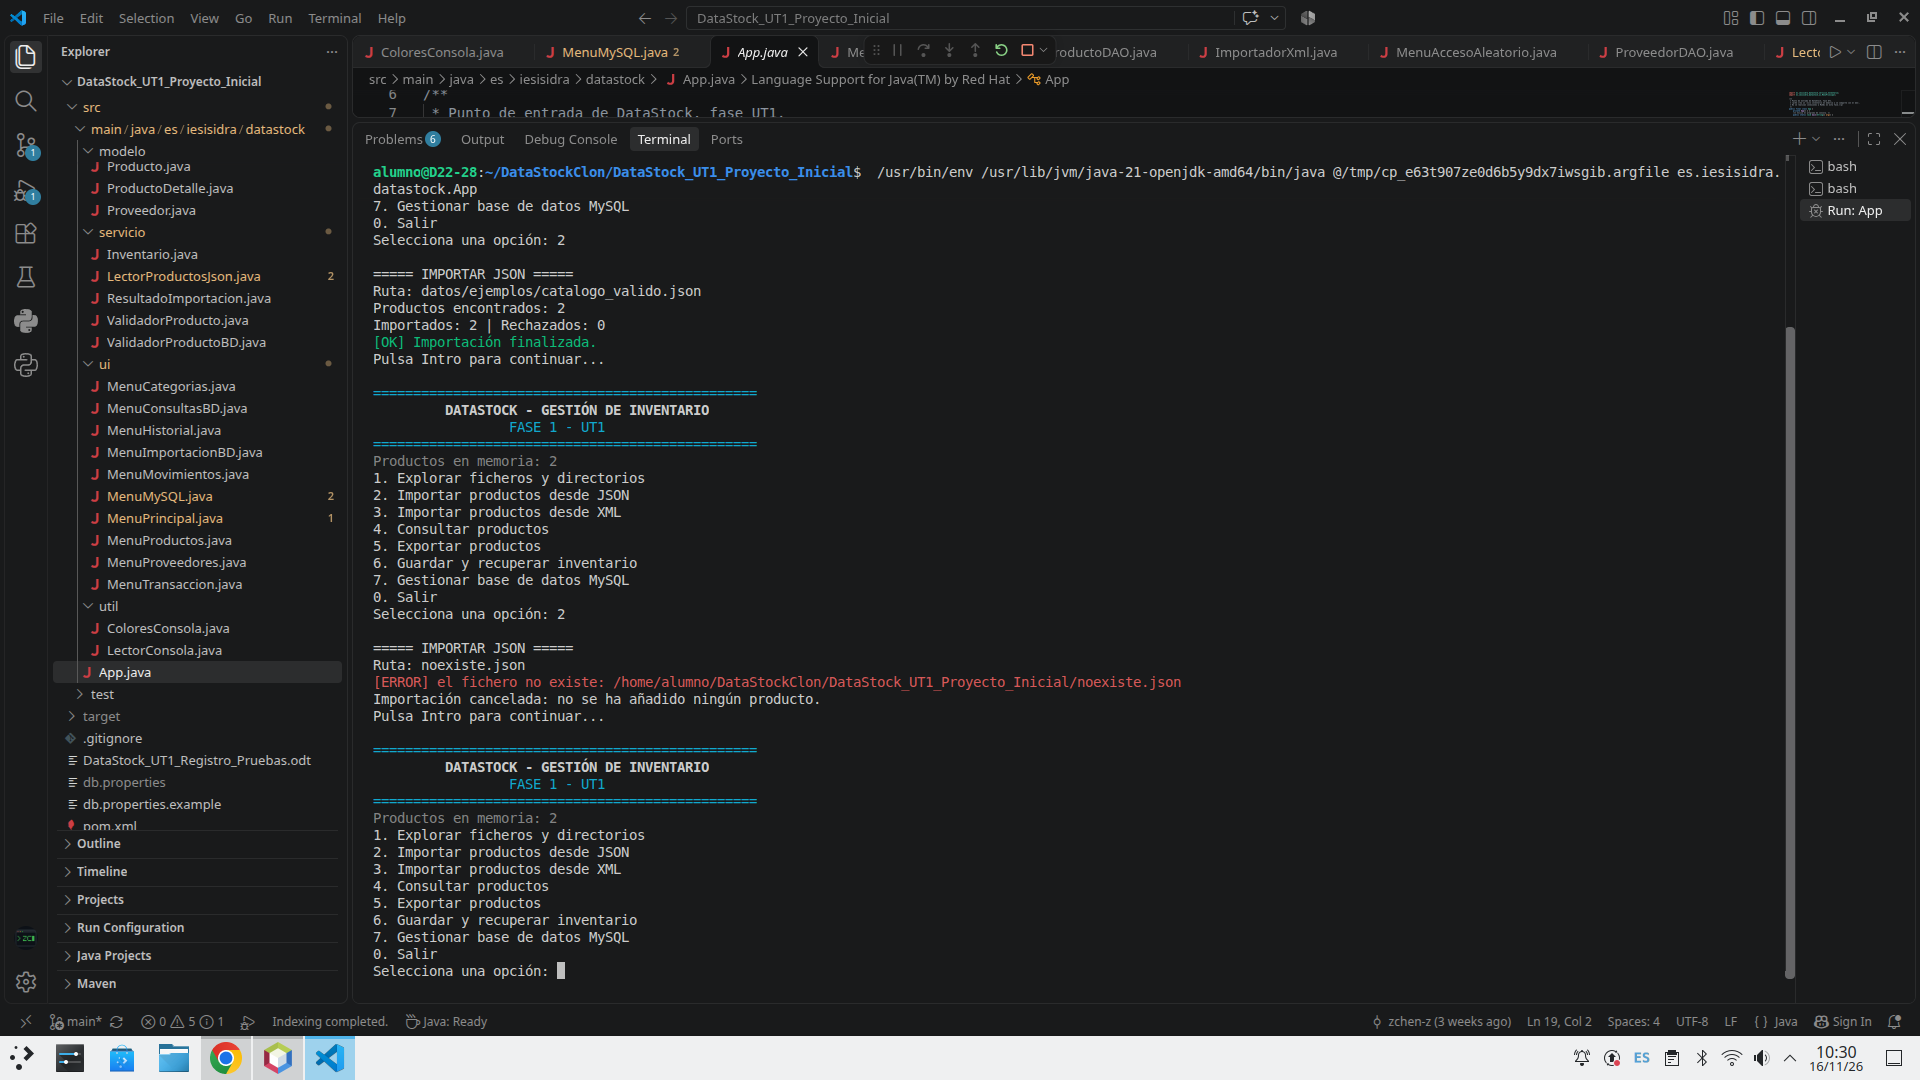 File Edit Selection View Go Run Terminal Help
DataStock_UT1_Proyecto_Inicial
Explorer
ColoresConsola.java
MenuMySQL.java 2
App.java
Me
roductoDAO.java
ImportadorXml.java
MenuAccesoAleatorio.java
ProveedorDAO.java
Lect
src > main > java > es > iesisidra > datastock > App.java > Language Support for Java(TM) by Red Hat > App
6 /**
7 * Punto de entrada de DataStock, fase UT1.
DataStock_UT1_Proyecto_Inicial
src
main / java / es / iesisidra / datastock
modelo
Producto.java
ProductoDetalle.java
Proveedor.java
servicio
Inventario.java
LectorProductosJson.java 2
ResultadoImportacion.java
ValidadorProducto.java
ValidadorProductoBD.java
ui
MenuCategorias.java
MenuConsultasBD.java
MenuHistorial.java
MenuImportacionBD.java
MenuMovimientos.java
MenuMySQL.java 2
MenuPrincipal.java 1
MenuProductos.java
MenuProveedores.java
MenuTransaccion.java
util
ColoresConsola.java
LectorConsola.java
App.java
test
target
.gitignore
DataStock_UT1_Registro_Pruebas.odt
db.properties
db.properties.example
pom.xml
Outline
Timeline
Projects
Run Configuration
Java Projects
Maven
Problems 6 Output Debug Console Terminal Ports
bash
bash
Run: App
alumno@D22-28:~/DataStockClon/DataStock_UT1_Proyecto_Inicial$ /usr/bin/env /usr/lib/jvm/java-21-openjdk-amd64/bin/java @/tmp/cp_e63t907ze0d6b5y9dx7iwsgib.argfile es.iesisidra.
datastock.App
7. Gestionar base de datos MySQL
0. Salir
Selecciona una opción: 2
===== IMPORTAR JSON =====
Ruta: datos/ejemplos/catalogo_valido.json
Productos encontrados: 2
Importados: 2 | Rechazados: 0
[OK] Importación finalizada.
Pulsa Intro para continuar...
================================================
DATASTOCK - GESTIÓN DE INVENTARIO
FASE 1 - UT1
================================================
Productos en memoria: 2
1. Explorar ficheros y directorios
2. Importar productos desde JSON
3. Importar productos desde XML
4. Consultar productos
5. Exportar productos
6. Guardar y recuperar inventario
7. Gestionar base de datos MySQL
0. Salir
Selecciona una opción: 2
===== IMPORTAR JSON =====
Ruta: noexiste.json
[ERROR] el fichero no existe: /home/alumno/DataStockClon/DataStock_UT1_Proyecto_Inicial/noexiste.json
Importación cancelada: no se ha añadido ningún producto.
Pulsa Intro para continuar...
================================================
DATASTOCK - GESTIÓN DE INVENTARIO
FASE 1 - UT1
================================================
Productos en memoria: 2
1. Explorar ficheros y directorios
2. Importar productos desde JSON
3. Importar productos desde XML
4. Consultar productos
5. Exportar productos
6. Guardar y recuperar inventario
7. Gestionar base de datos MySQL
0. Salir
Selecciona una opción:
main* 0 5 1 Indexing completed. Java: Ready
zchen-z (3 weeks ago) Ln 19, Col 2 Spaces: 4 UTF-8 LF { } Java Sign In
ES
10:30
16/11/26